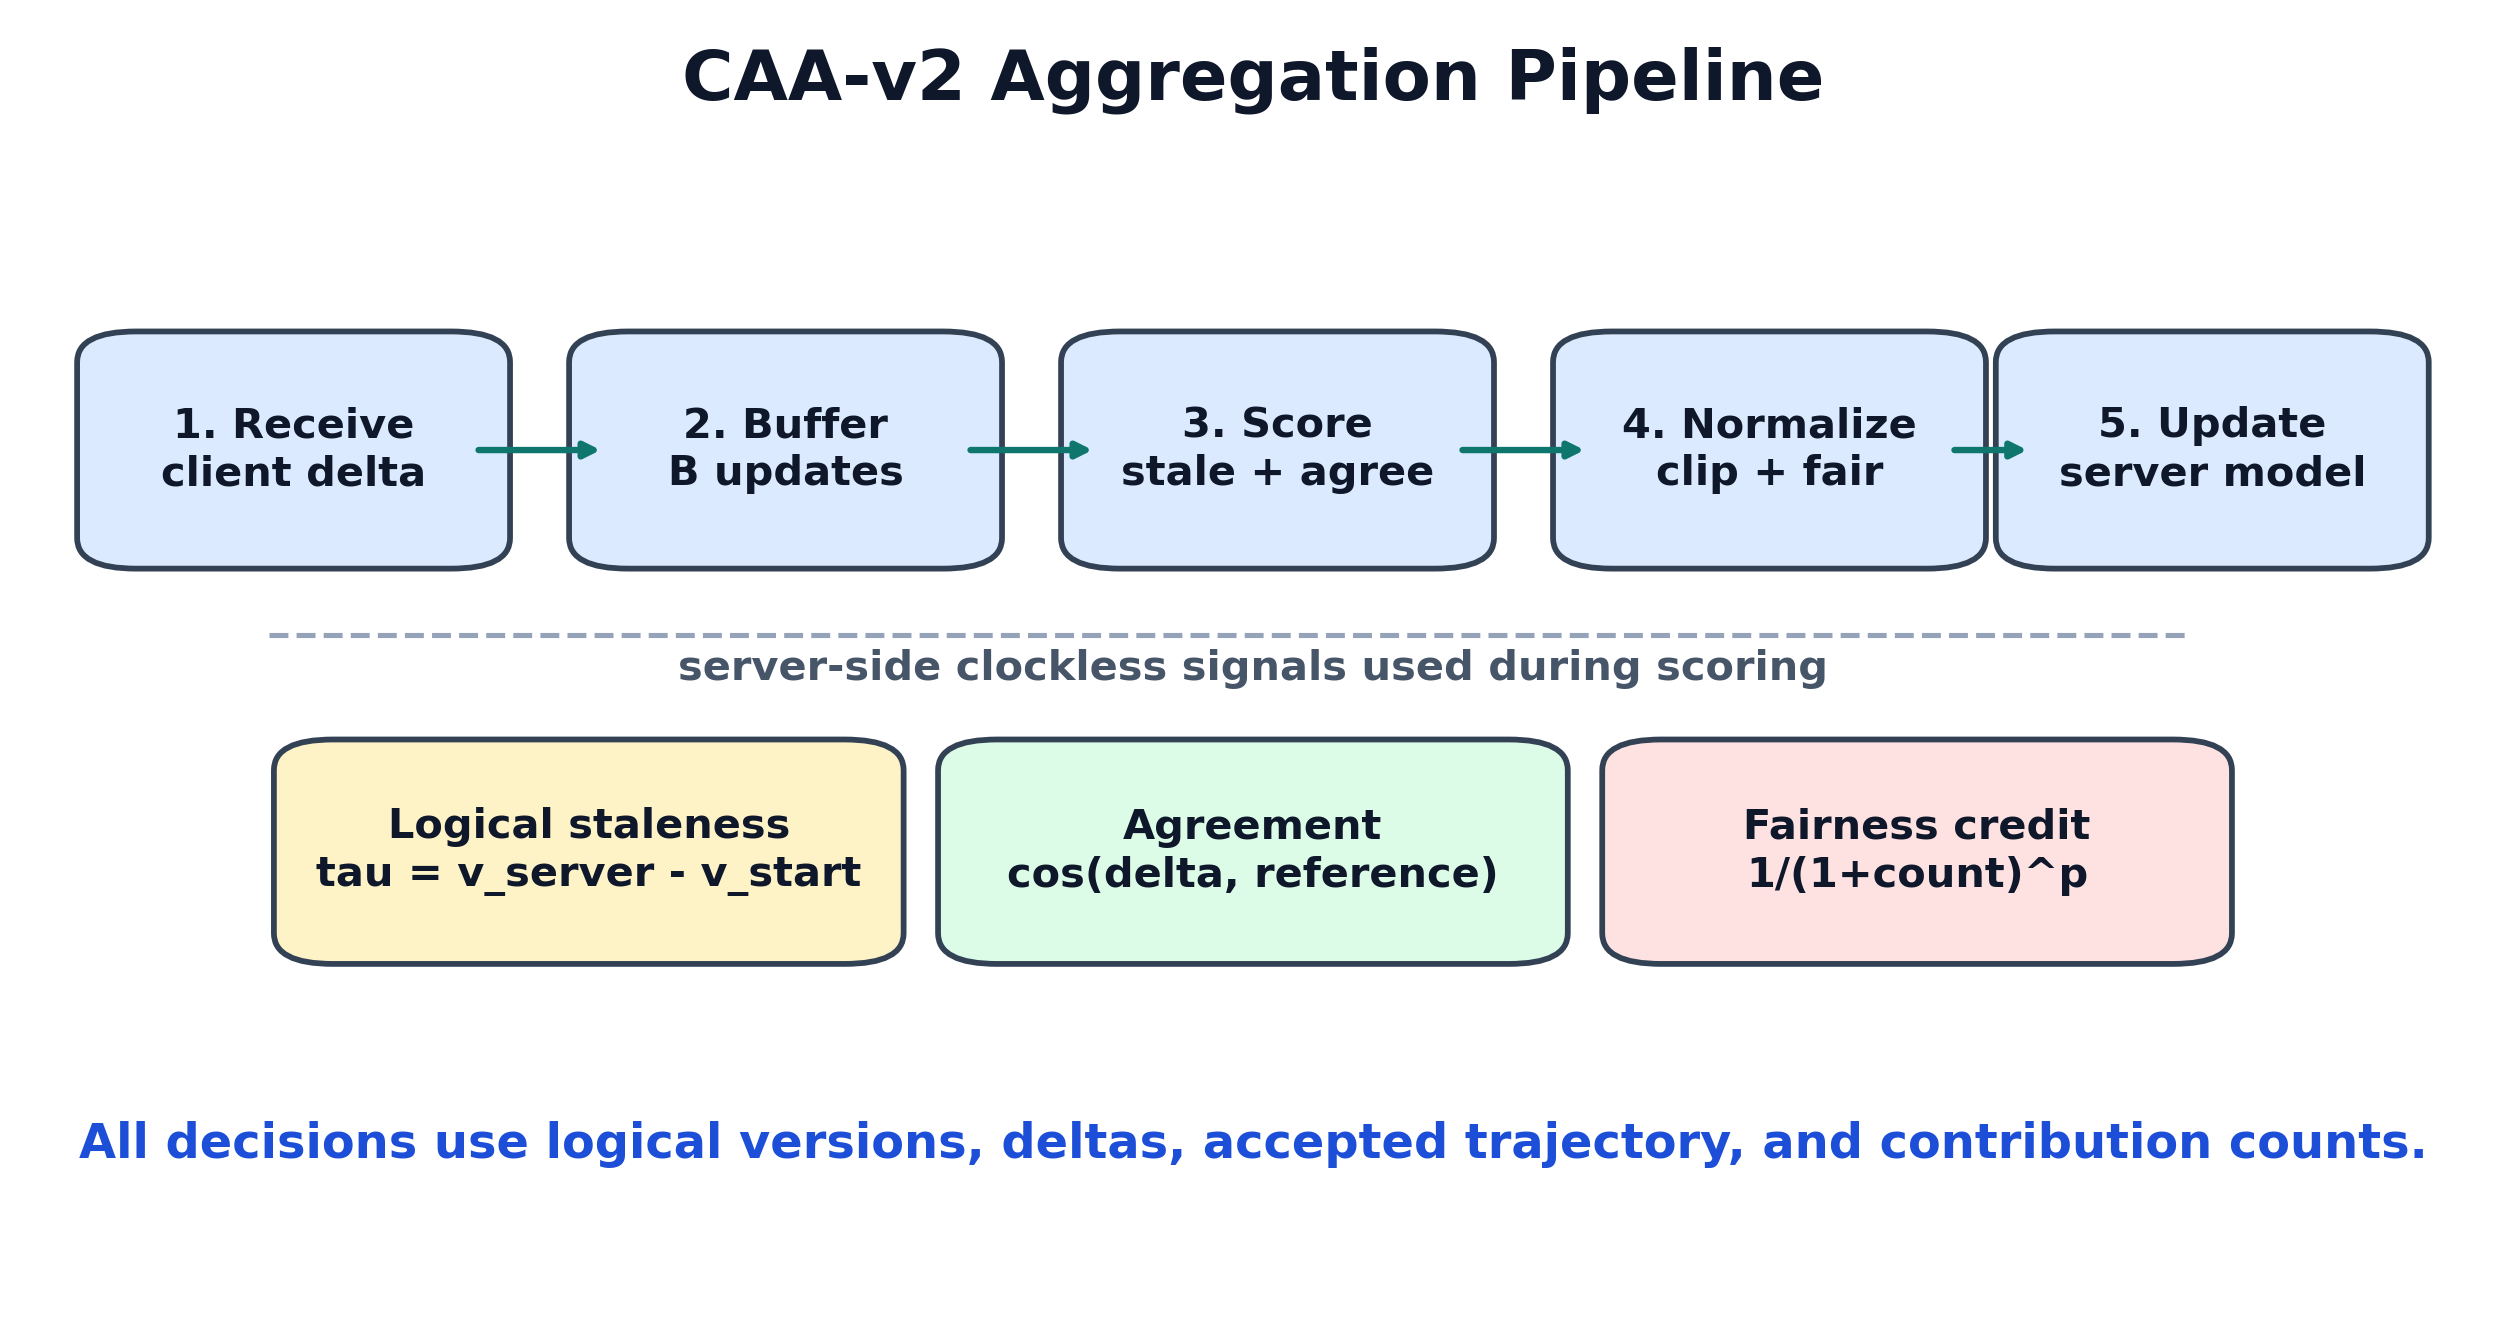 CAA-v2 Aggregation Pipeline
1. Receive
client delta
2. Buffer
B updates
3. Score
stale + agree
4. Normalize
clip + fair
5. Update
server model
server-side clockless signals used during scoring
Logical staleness
tau = v_server - v_start
Agreement
cos(delta, reference)
Fairness credit
1/(1+count)^p
All decisions use logical versions, deltas, accepted trajectory, and contribution counts.